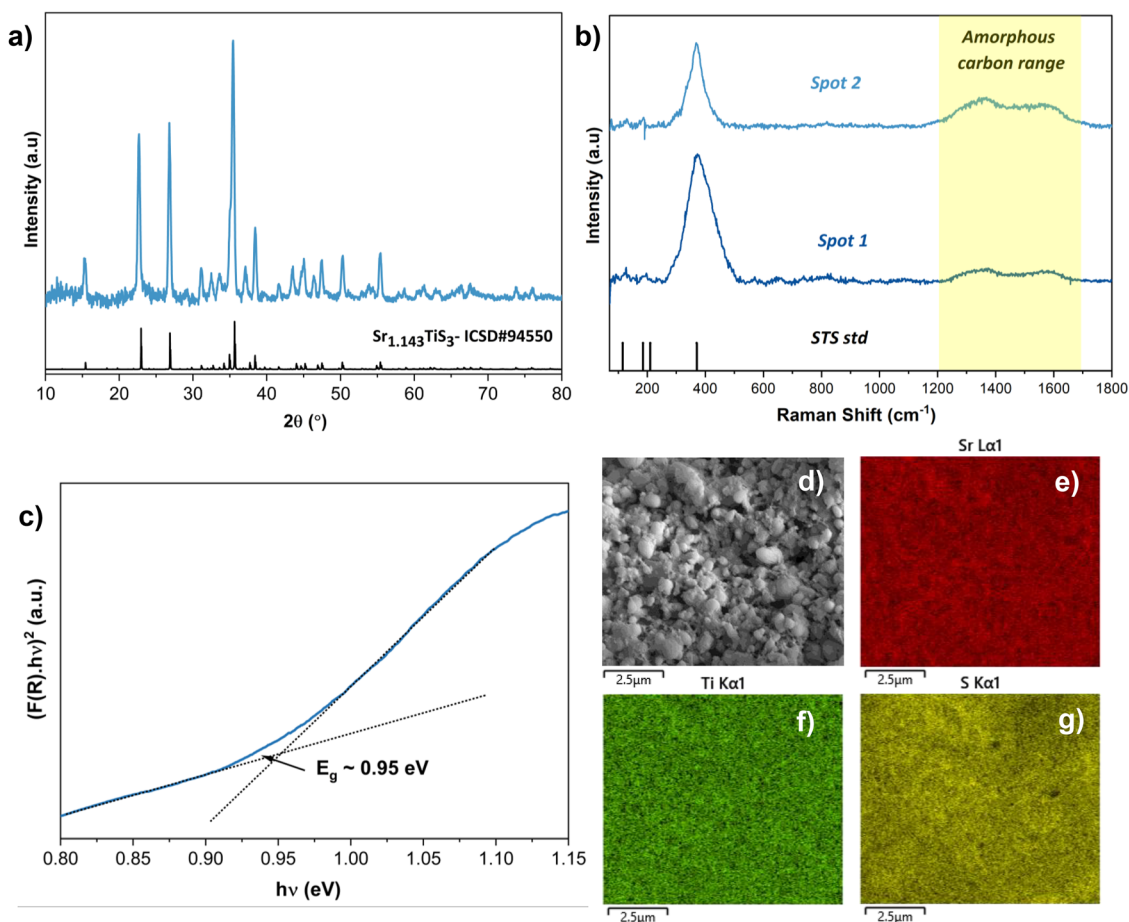 a)
Intensity (a.u)
Sr1.143TiS3- ICSD#94550
10 20 30 40 50 60 70 80
2θ (°)
b)
Amorphous
carbon range
Spot 2
Spot 1
STS std
Intensity (a.u)
200 400 600 800 1000 1200 1400 1600 1800
Raman Shift (cm-1)
c)
(F(R).hν)2 (a.u.)
Eg ~ 0.95 eV
0.80 0.85 0.90 0.95 1.00 1.05 1.10 1.15
hν (eV)
d)
2.5µm
Sr Lα1
e)
2.5µm
Ti Kα1
f)
2.5µm
S Kα1
g)
2.5µm